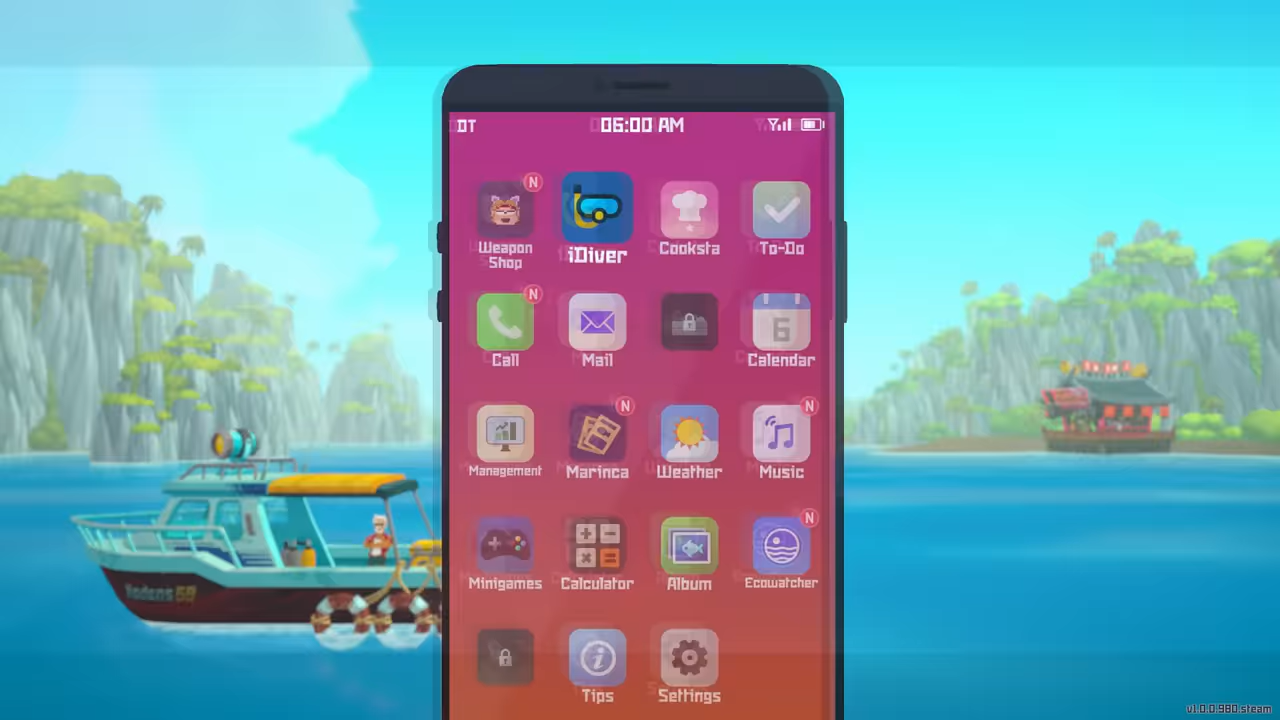 DT
06:00 AM
N
Weapon
Shop
iDiver
Cooksta
To-Do
N
Call
Mail
6
Calendar
Management
N
Marinca
Weather
N
Music
Minigames
Calculator
Album
N
Ecowatcher
Tips
Settings
v1.0.0.980.steam